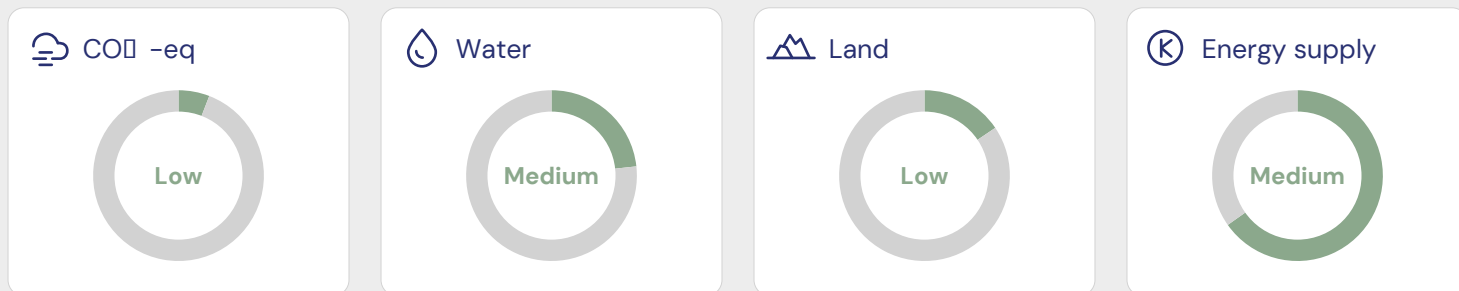 CO▯ -eq
Water
Land
Energy supply
Low
Medium
Low
Medium